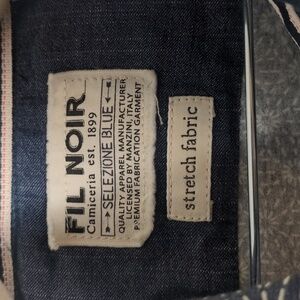 FIL NOIR
Camiceria est. 1899
SELEZIONE BLUE
QUALITY APPAREL MANUFACTURER
LICENSED BY MANZINI, ITALY
PREMIUM FABRICATION GARMENT
stretch fabric